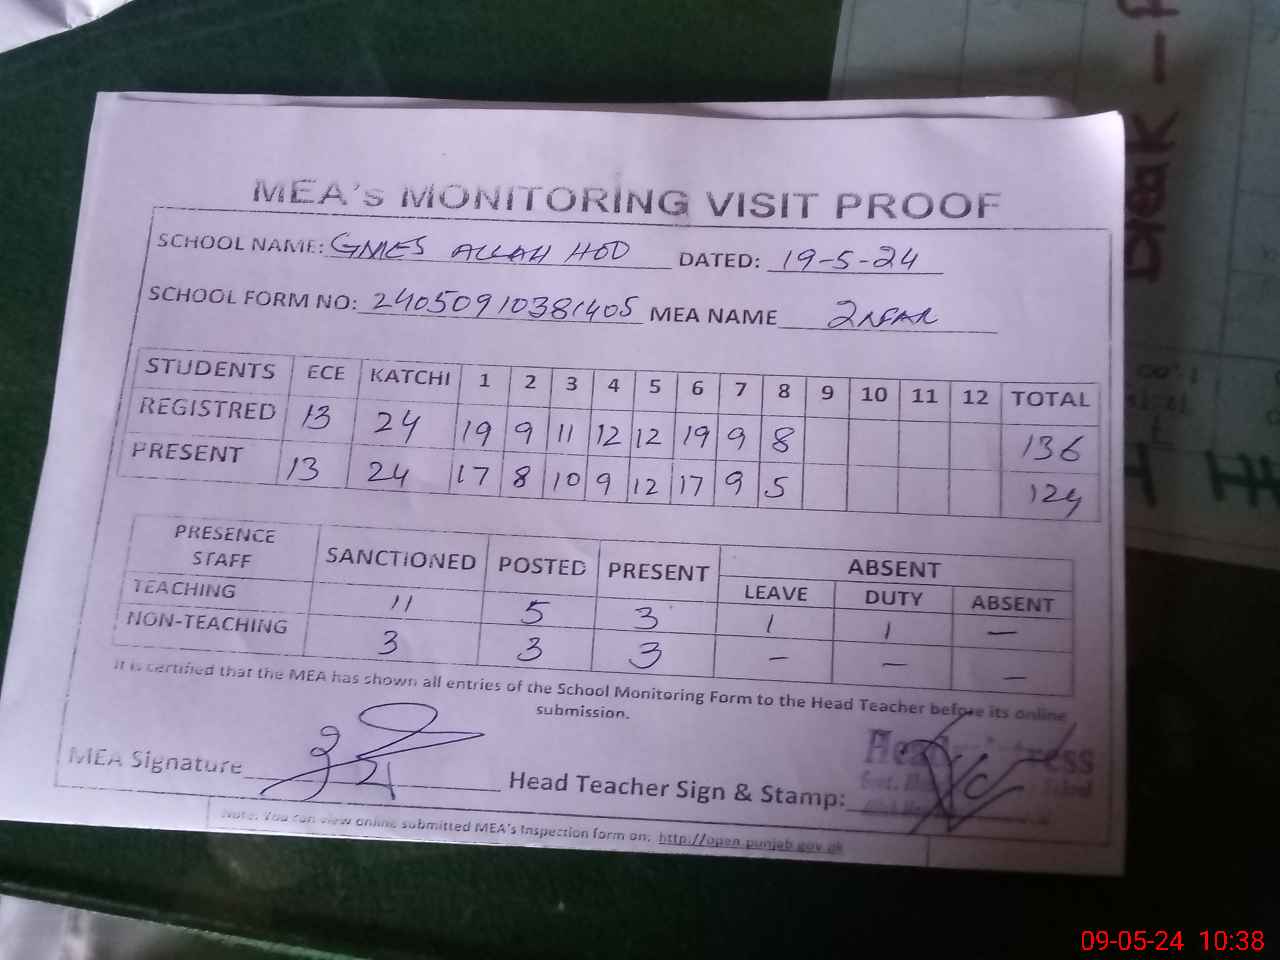 MEA's MONITORING VISIT PROOF
SCHOOL NAME: GMES ALLAH HOD DATED: 19-5-24
SCHOOL FORM NO: 24050910381405 MEA NAME
STUDENTS ECE KATCHI 1 2 3 4 5 6 7 8 9 10 11 12 TOTAL
REGISTRED 13 24 19 9 11 12 12 19 9 8 136
PRESENT 13 24 17 8 10 9 12 17 9 5 124
PRESENCE STAFF SANCTIONED POSTED PRESENT ABSENT
LEAVE DUTY ABSENT
TEACHING 11 5 3 1 1 —
NON-TEACHING 3 3 3 — — —
It is certified that the MEA has shown all entries of the School Monitoring Form to the Head Teacher before its online
submission.
MEA Signature Head Teacher Sign & Stamp:
Note: You can view online submitted MEA's Inspection form on: http://open.punjab.gov.pk
09-05-24 10:38